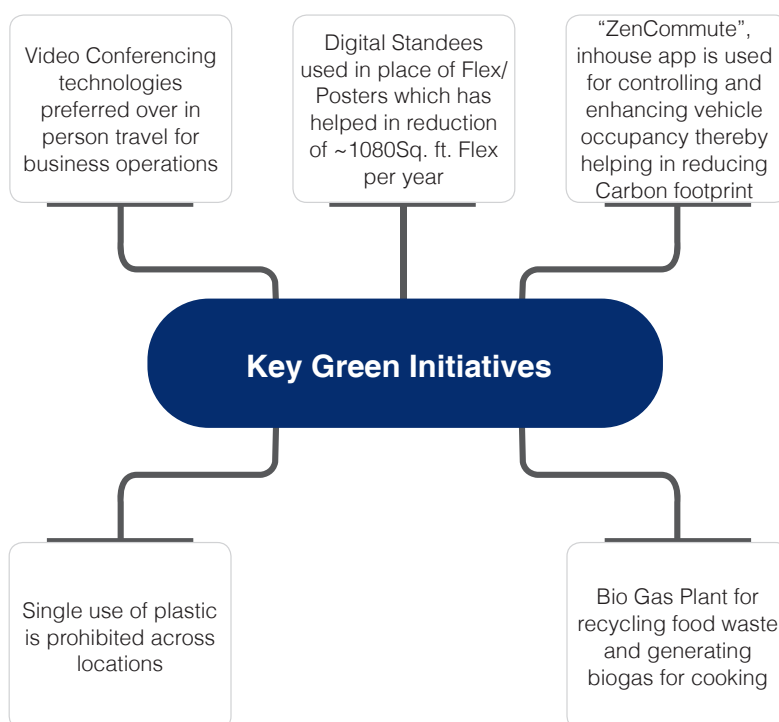 Video Conferencing
technologies
preferred over in
person travel for
business operations
Digital Standees
used in place of Flex/
Posters which has
helped in reduction
of ~1080Sq. ft. Flex
per year
“ZenCommute”,
inhouse app is used
for controlling and
enhancing vehicle
occupancy thereby
helping in reducing
Carbon footprint
Key Green Initiatives
Single use of plastic
is prohibited across
locations
Bio Gas Plant for
recycling food waste
and generating
biogas for cooking